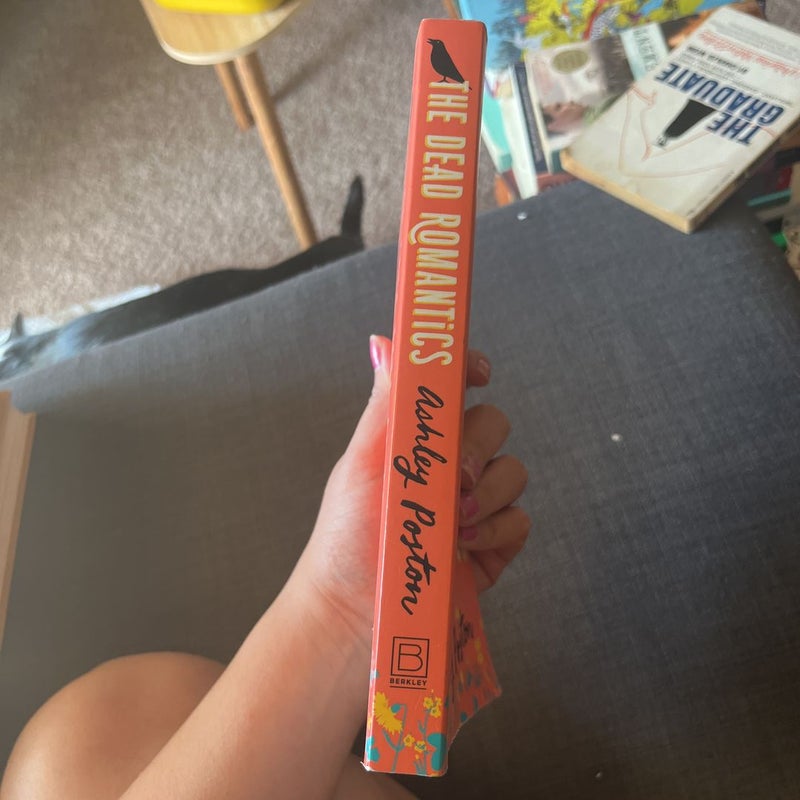 THE DEAD ROMANTICS
Ashley Poston
B
BERKLEY
THE
GRADUATE